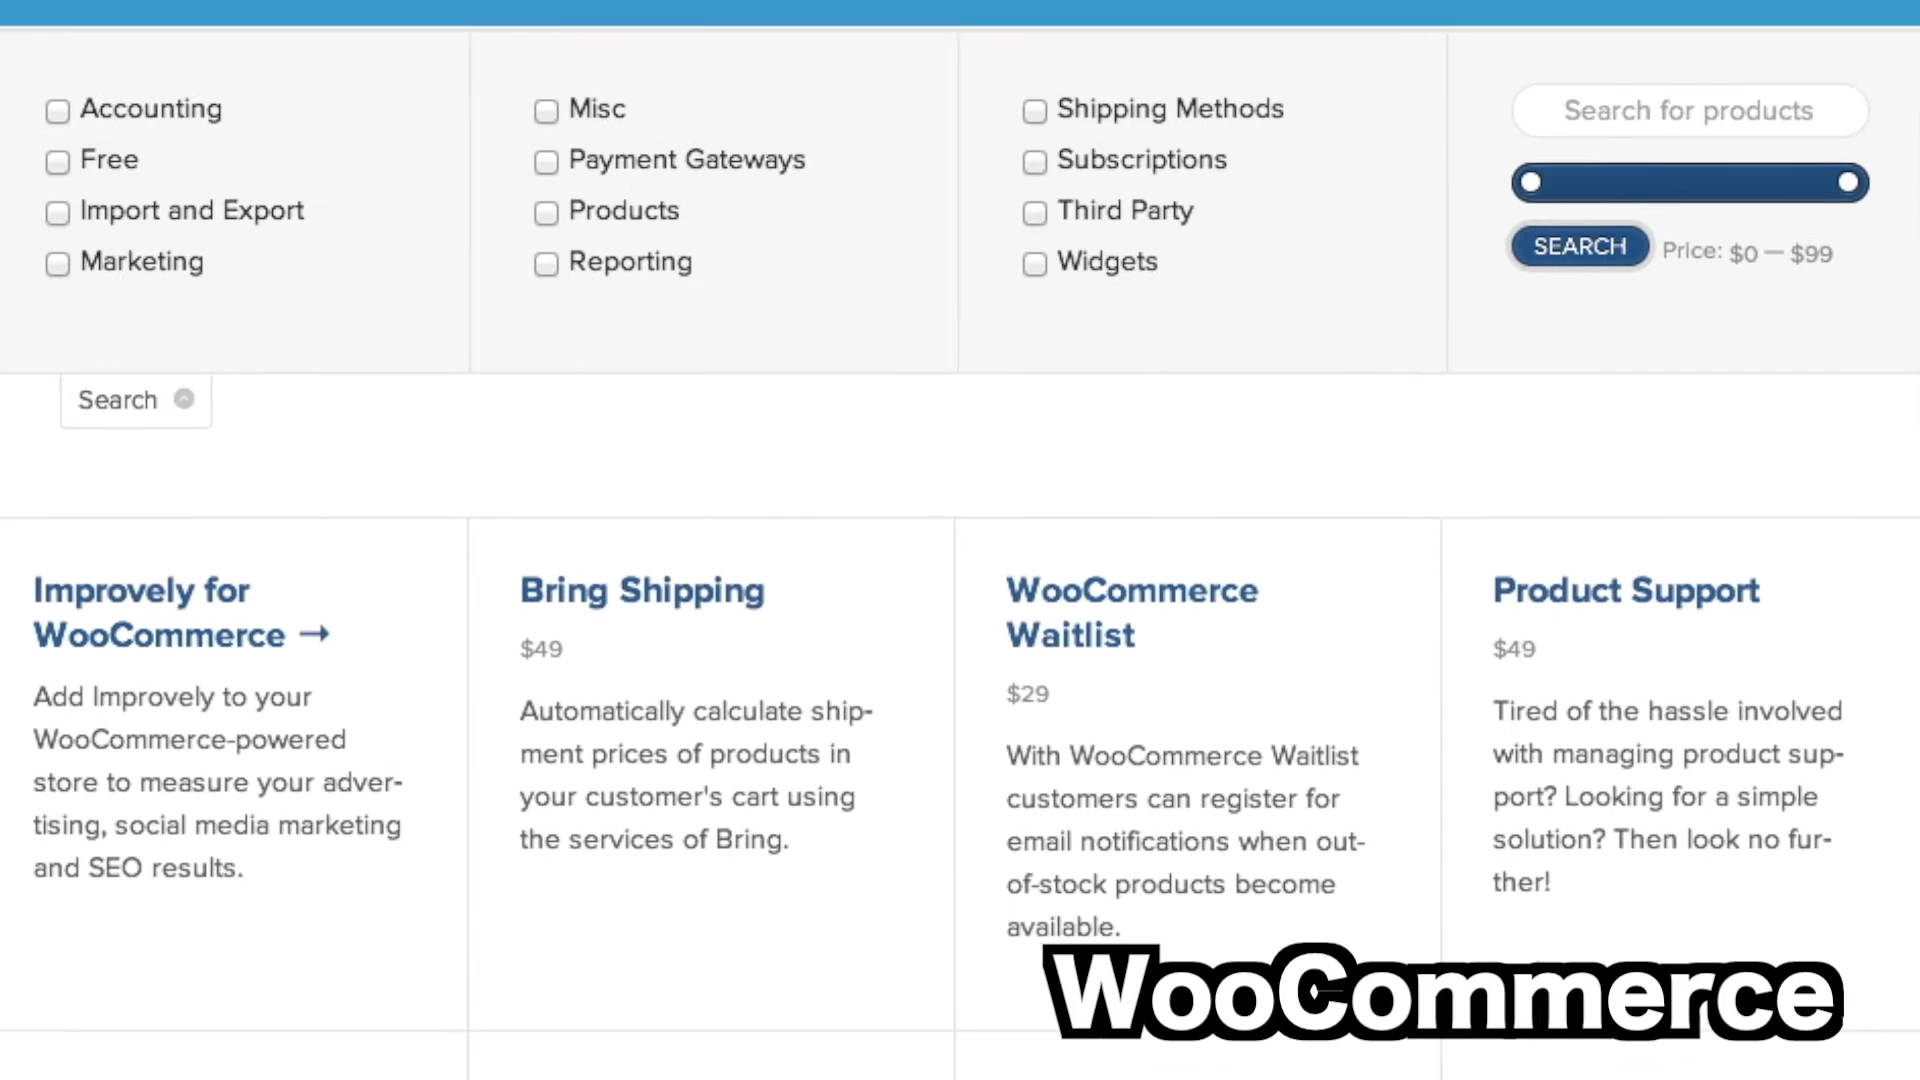 Accounting
Free
Import and Export
Marketing
Misc
Payment Gateways
Products
Reporting
Shipping Methods
Subscriptions
Third Party
Widgets
Search for products
SEARCH Price: $0 — $99
Search
Improvely for
WooCommerce →
Add Improvely to your
WooCommerce-powered
store to measure your adver-
tising, social media marketing
and SEO results.
Bring Shipping
$49
Automatically calculate ship-
ment prices of products in
your customer's cart using
the services of Bring.
WooCommerce
Waitlist
$29
With WooCommerce Waitlist
customers can register for
email notifications when out-
of-stock products become
available.
Product Support
$49
Tired of the hassle involved
with managing product sup-
port? Looking for a simple
solution? Then look no fur-
ther!
WooCommerce